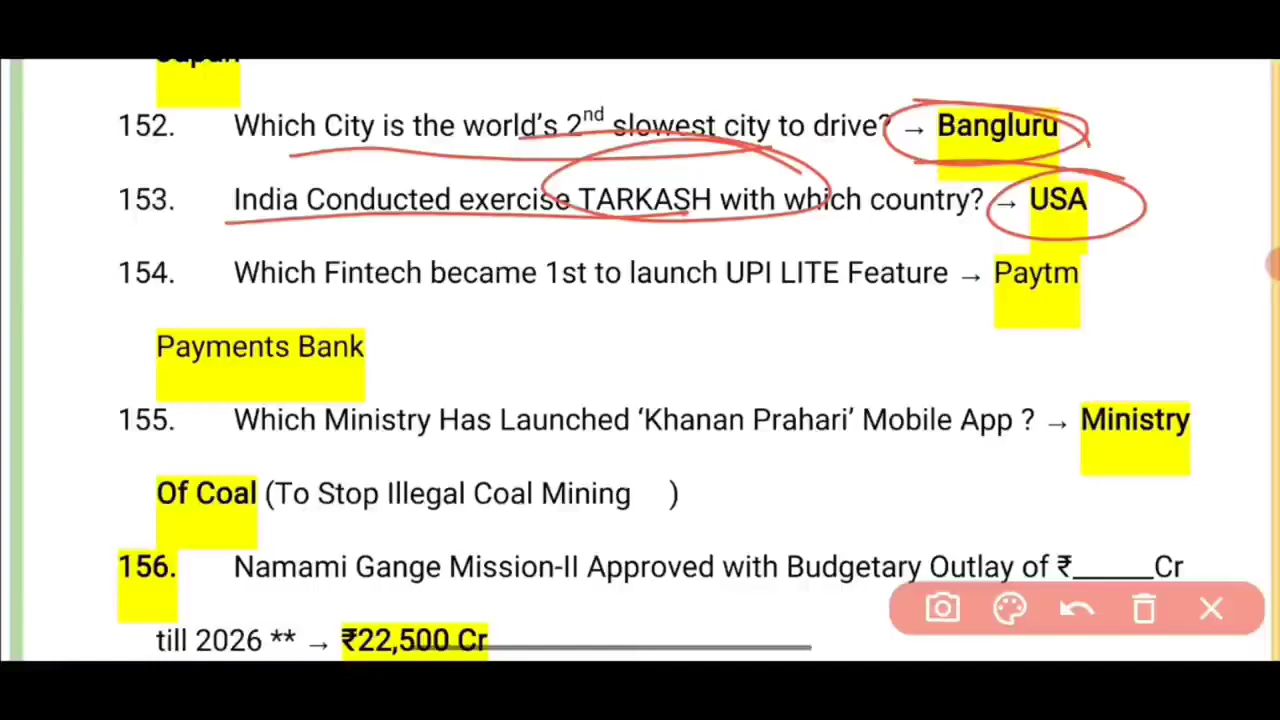 152. Which City is the world's 2nd slowest city to drive? → Bangluru
153. India Conducted exercise TARKASH with which country? → USA
154. Which Fintech became 1st to launch UPI LITE Feature → Paytm
Payments Bank
155. Which Ministry Has Launched ‘Khanan Prahari’ Mobile App ? → Ministry
Of Coal (To Stop Illegal Coal Mining )
156. Namami Gange Mission-II Approved with Budgetary Outlay of ₹______Cr
till 2026 ** → ₹22,500 Cr